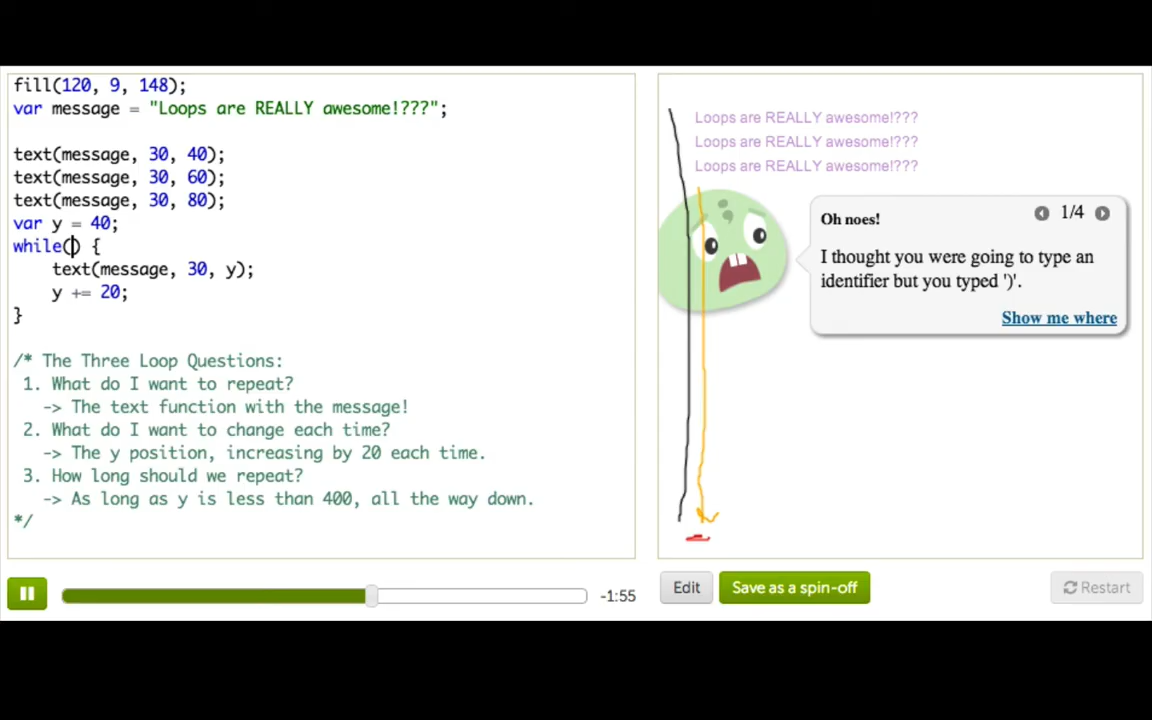 fill(120, 9, 148);
var message = "Loops are REALLY awesome!???";
text(message, 30, 40);
text(message, 30, 60);
text(message, 30, 80);
var y = 40;
while() {
    text(message, 30, y);
    y += 20;
}
/* The Three Loop Questions:
 1. What do I want to repeat?
   -> The text function with the message!
 2. What do I want to change each time?
   -> The y position, increasing by 20 each time.
 3. How long should we repeat?
   -> As long as y is less than 400, all the way down.
*/
-1:55
Loops are REALLY awesome!???
Loops are REALLY awesome!???
Loops are REALLY awesome!???
Oh noes!
1/4
I thought you were going to type an
identifier but you typed ')'.
Show me where
Edit
Save as a spin-off
Restart